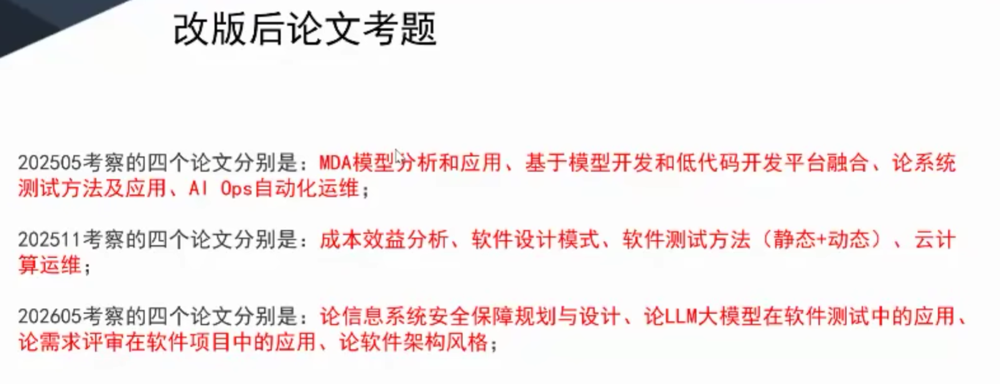 改版后论文考题
202505考察的四个论文分别是：MDA模型分析和应用、基于模型开发和低代码开发平台融合、论系统
测试方法及应用、AI Ops自动化运维；
202511考察的四个论文分别是：成本效益分析、软件设计模式、软件测试方法（静态+动态）、云计
算运维；
202605考察的四个论文分别是：论信息系统安全保障规划与设计、论LLM大模型在软件测试中的应用、
论需求评审在软件项目中的应用、论软件架构风格；